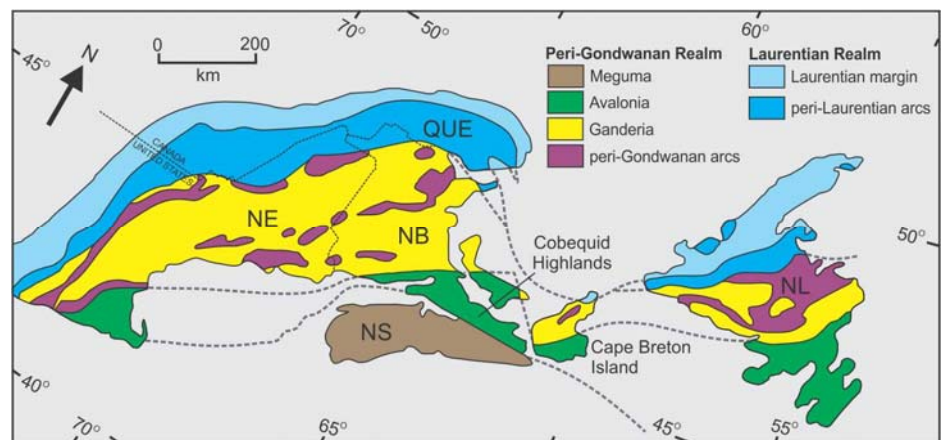 70° 50° 60°
45°
N
0 200
km
Peri-Gondwanan Realm
Meguma
Avalonia
Ganderia
peri-Gondwanan arcs
Laurentian Realm
Laurentian margin
peri-Laurentian arcs
CANADA
UNITED STATES
QUE
NE
NB
Cobequid
Highlands
50°
NL
NS
Cape Breton
Island
40°
70° 65° 45° 55°